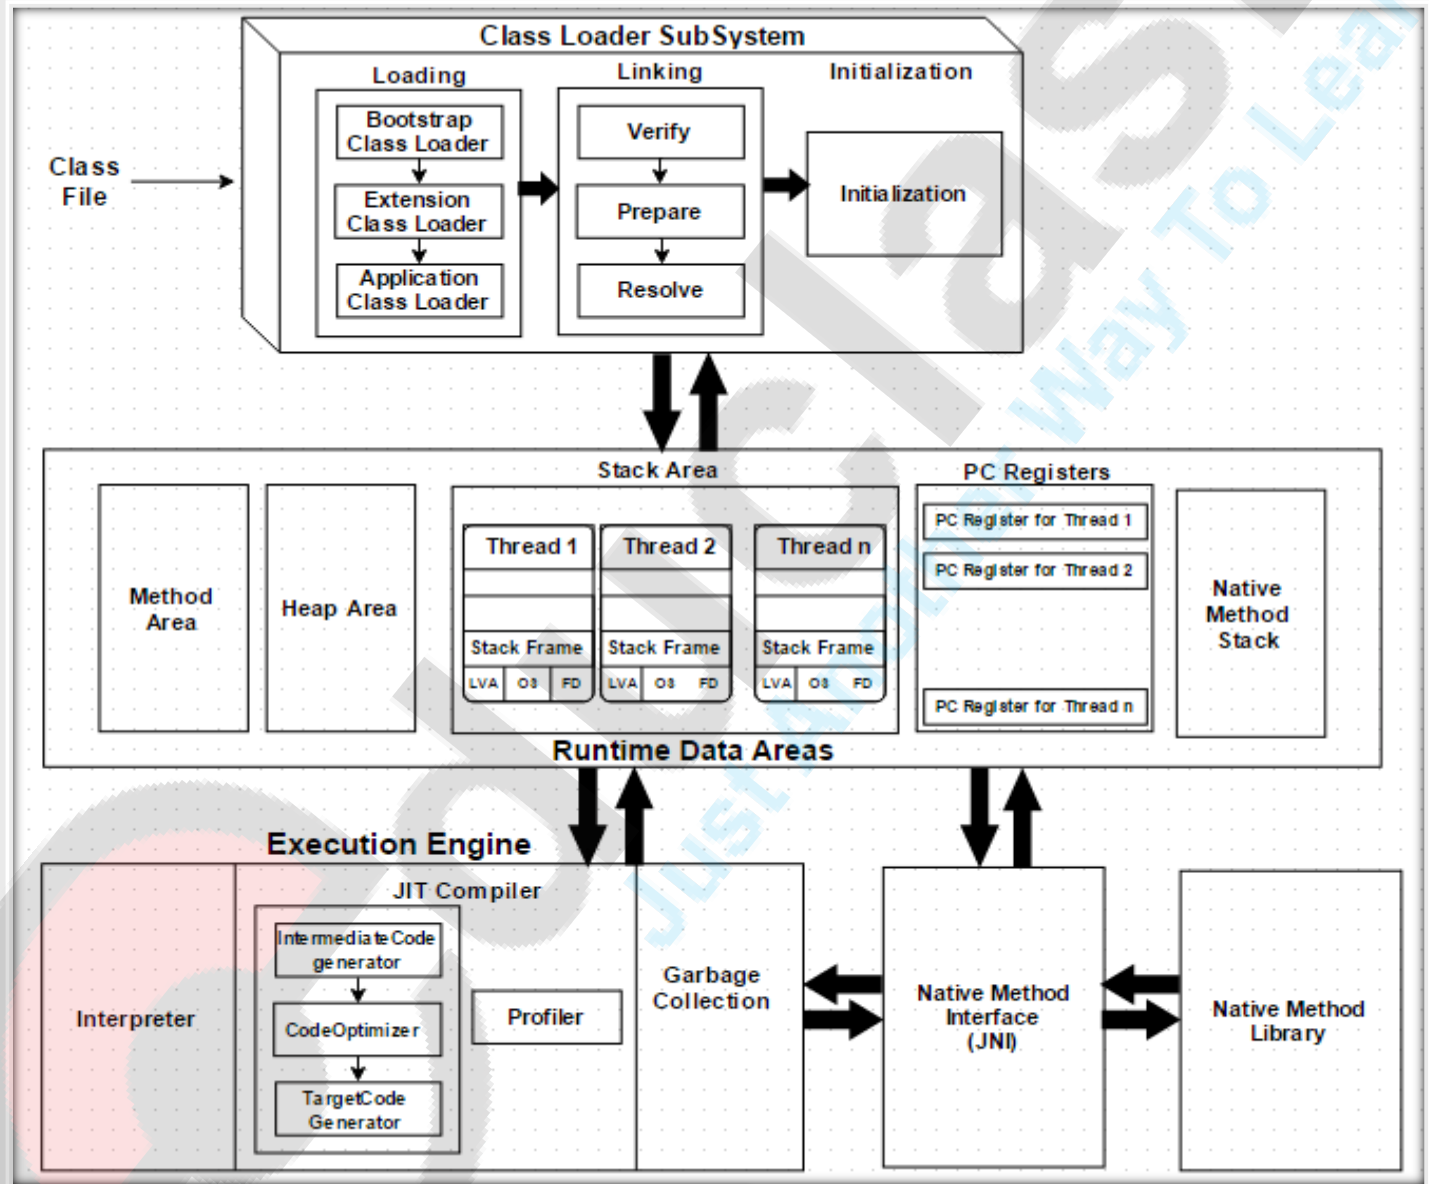 Class Loader SubSystem
Loading
Linking
Initialization
Bootstrap
Class Loader
Extension
Class Loader
Application
Class Loader
Verify
Prepare
Resolve
Initialization
Class
File
Stack Area
PC Registers
Method
Area
Heap Area
Thread 1
Thread 2
Thread n
Stack Frame
Stack Frame
Stack Frame
LVA OS FD
LVA OS FD
LVA OS FD
PC Register for Thread 1
PC Register for Thread 2
PC Register for Thread n
Native
Method
Stack
Runtime Data Areas
Execution Engine
Interpreter
JIT Compiler
IntermediateCode
generator
CodeOptimizer
TargetCode
Generator
Profiler
Garbage
Collection
Native Method
Interface
(JNI)
Native Method
Library
Educlas
Just Another Way To Lear